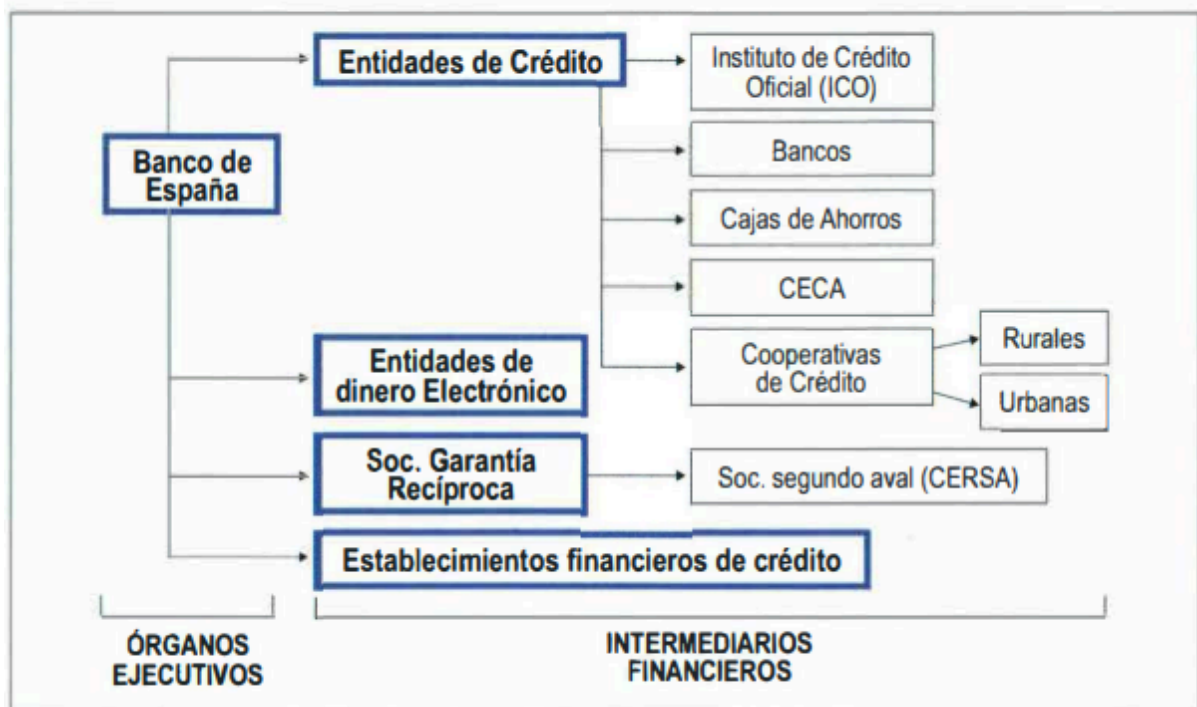 Entidades de Crédito
Instituto de Crédito
Oficial (ICO)
Banco de
España
Bancos
Cajas de Ahorros
CECA
Entidades de
dinero Electrónico
Cooperativas
de Crédito
Rurales
Urbanas
Soc. Garantía
Recíproca
Soc. segundo aval (CERSA)
Establecimientos financieros de crédito
ÓRGANOS
EJECUTIVOS
INTERMEDIARIOS
FINANCIEROS